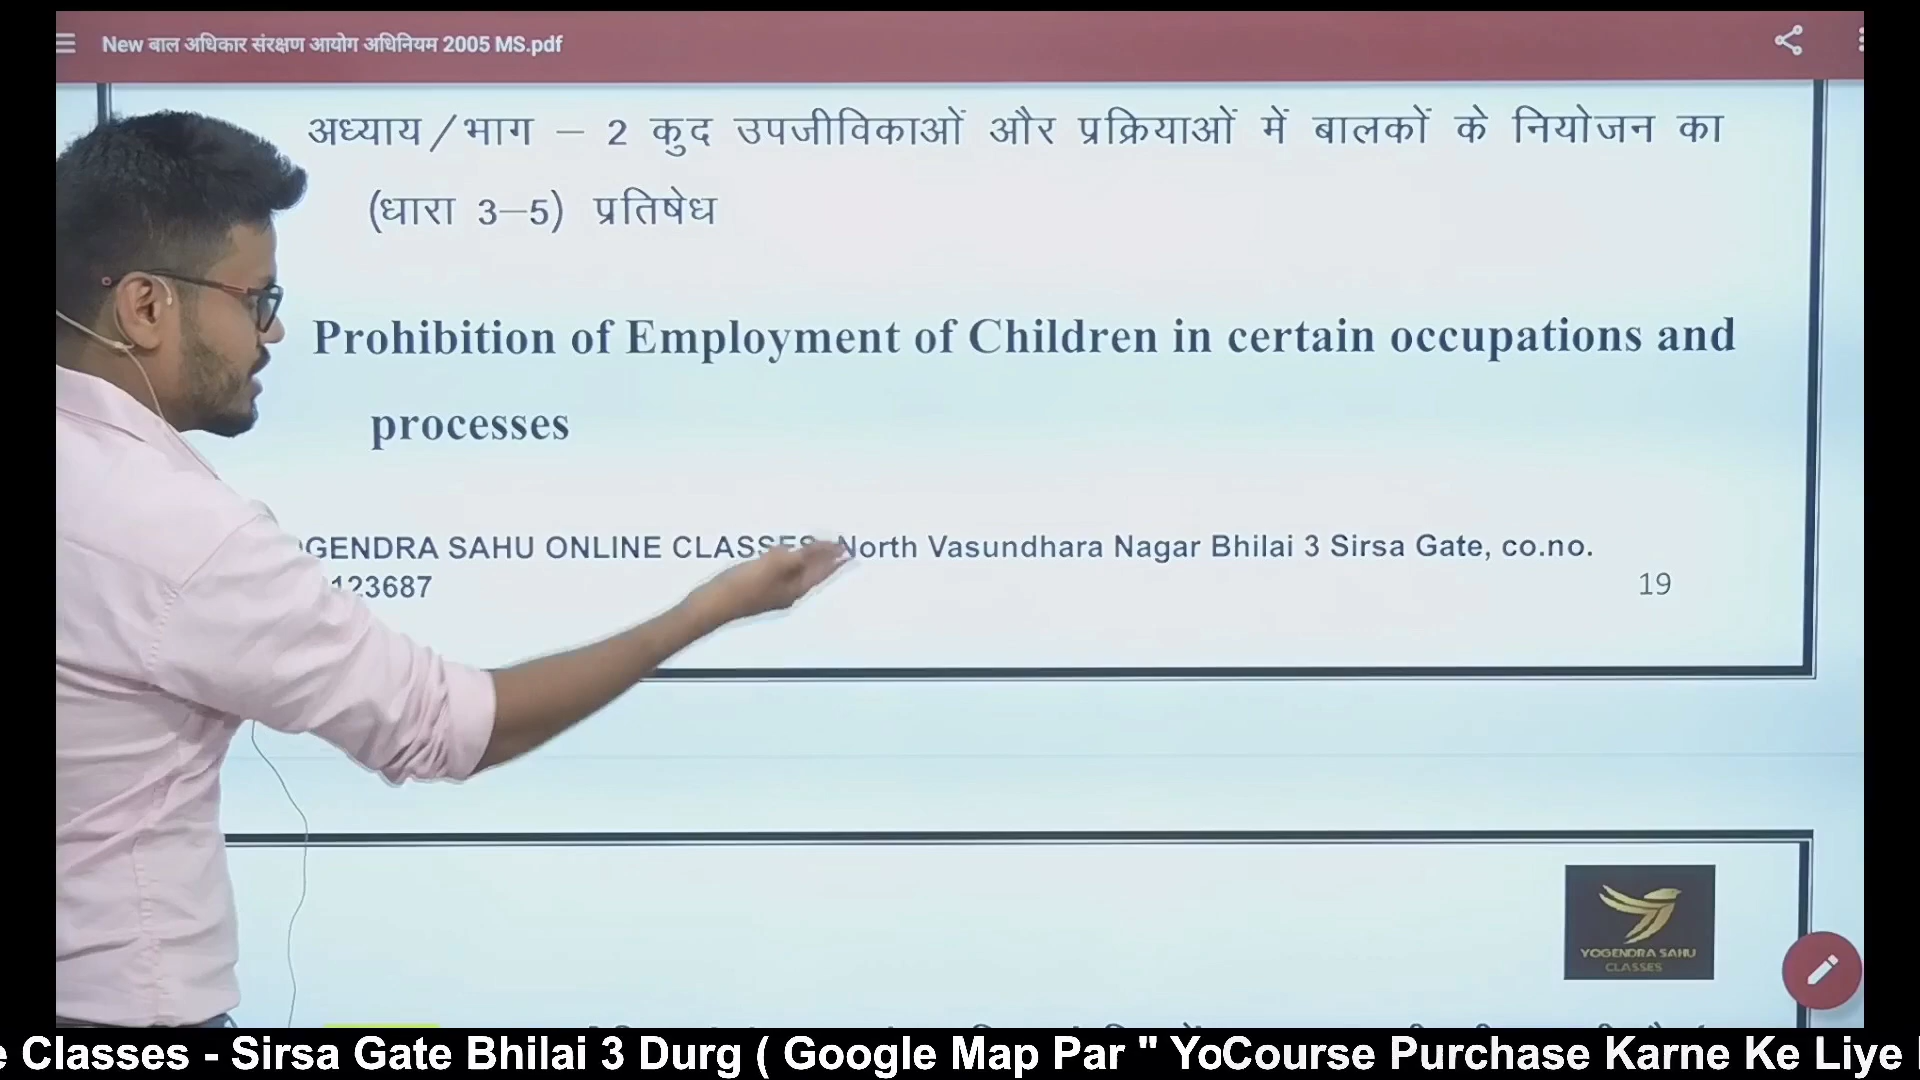 New बाल अधिकार संरक्षण आयोग अधिनियम 2005 MS.pdf
अध्याय/भाग – 2 कुद उपजीविकाओं और प्रक्रियाओं में बालकों के नियोजन का
(धारा 3–5) प्रतिषेध
Prohibition of Employment of Children in certain occupations and
processes
GENDRA SAHU ONLINE CLASSES, North Vasundhara Nagar Bhilai 3 Sirsa Gate, co.no.
123687
19
YOGENDRA SAHU
CLASSES
e Classes - Sirsa Gate Bhilai 3 Durg ( Google Map Par " YoCourse Purchase Karne Ke Liye